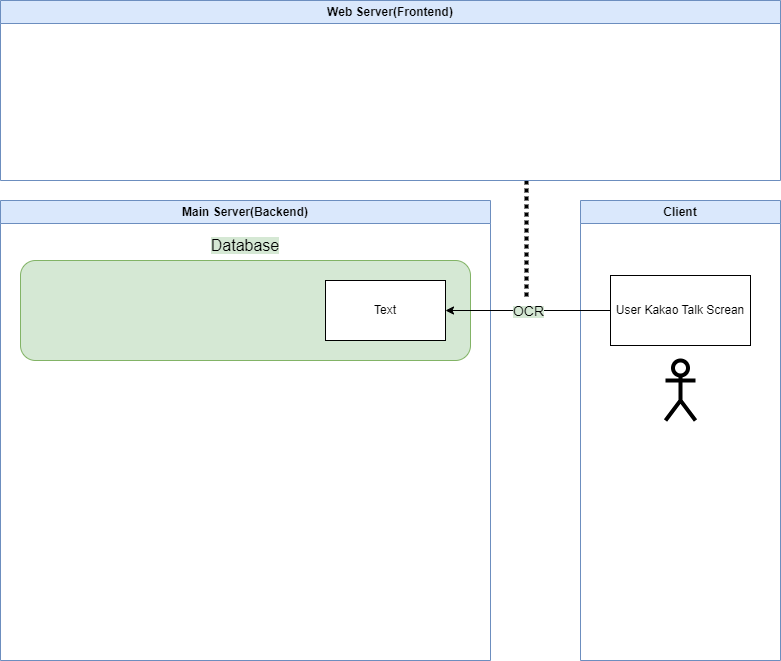 Web Server(Frontend)
Main Server(Backend)
Client
Database
Text
OCR
User Kakao Talk Screan